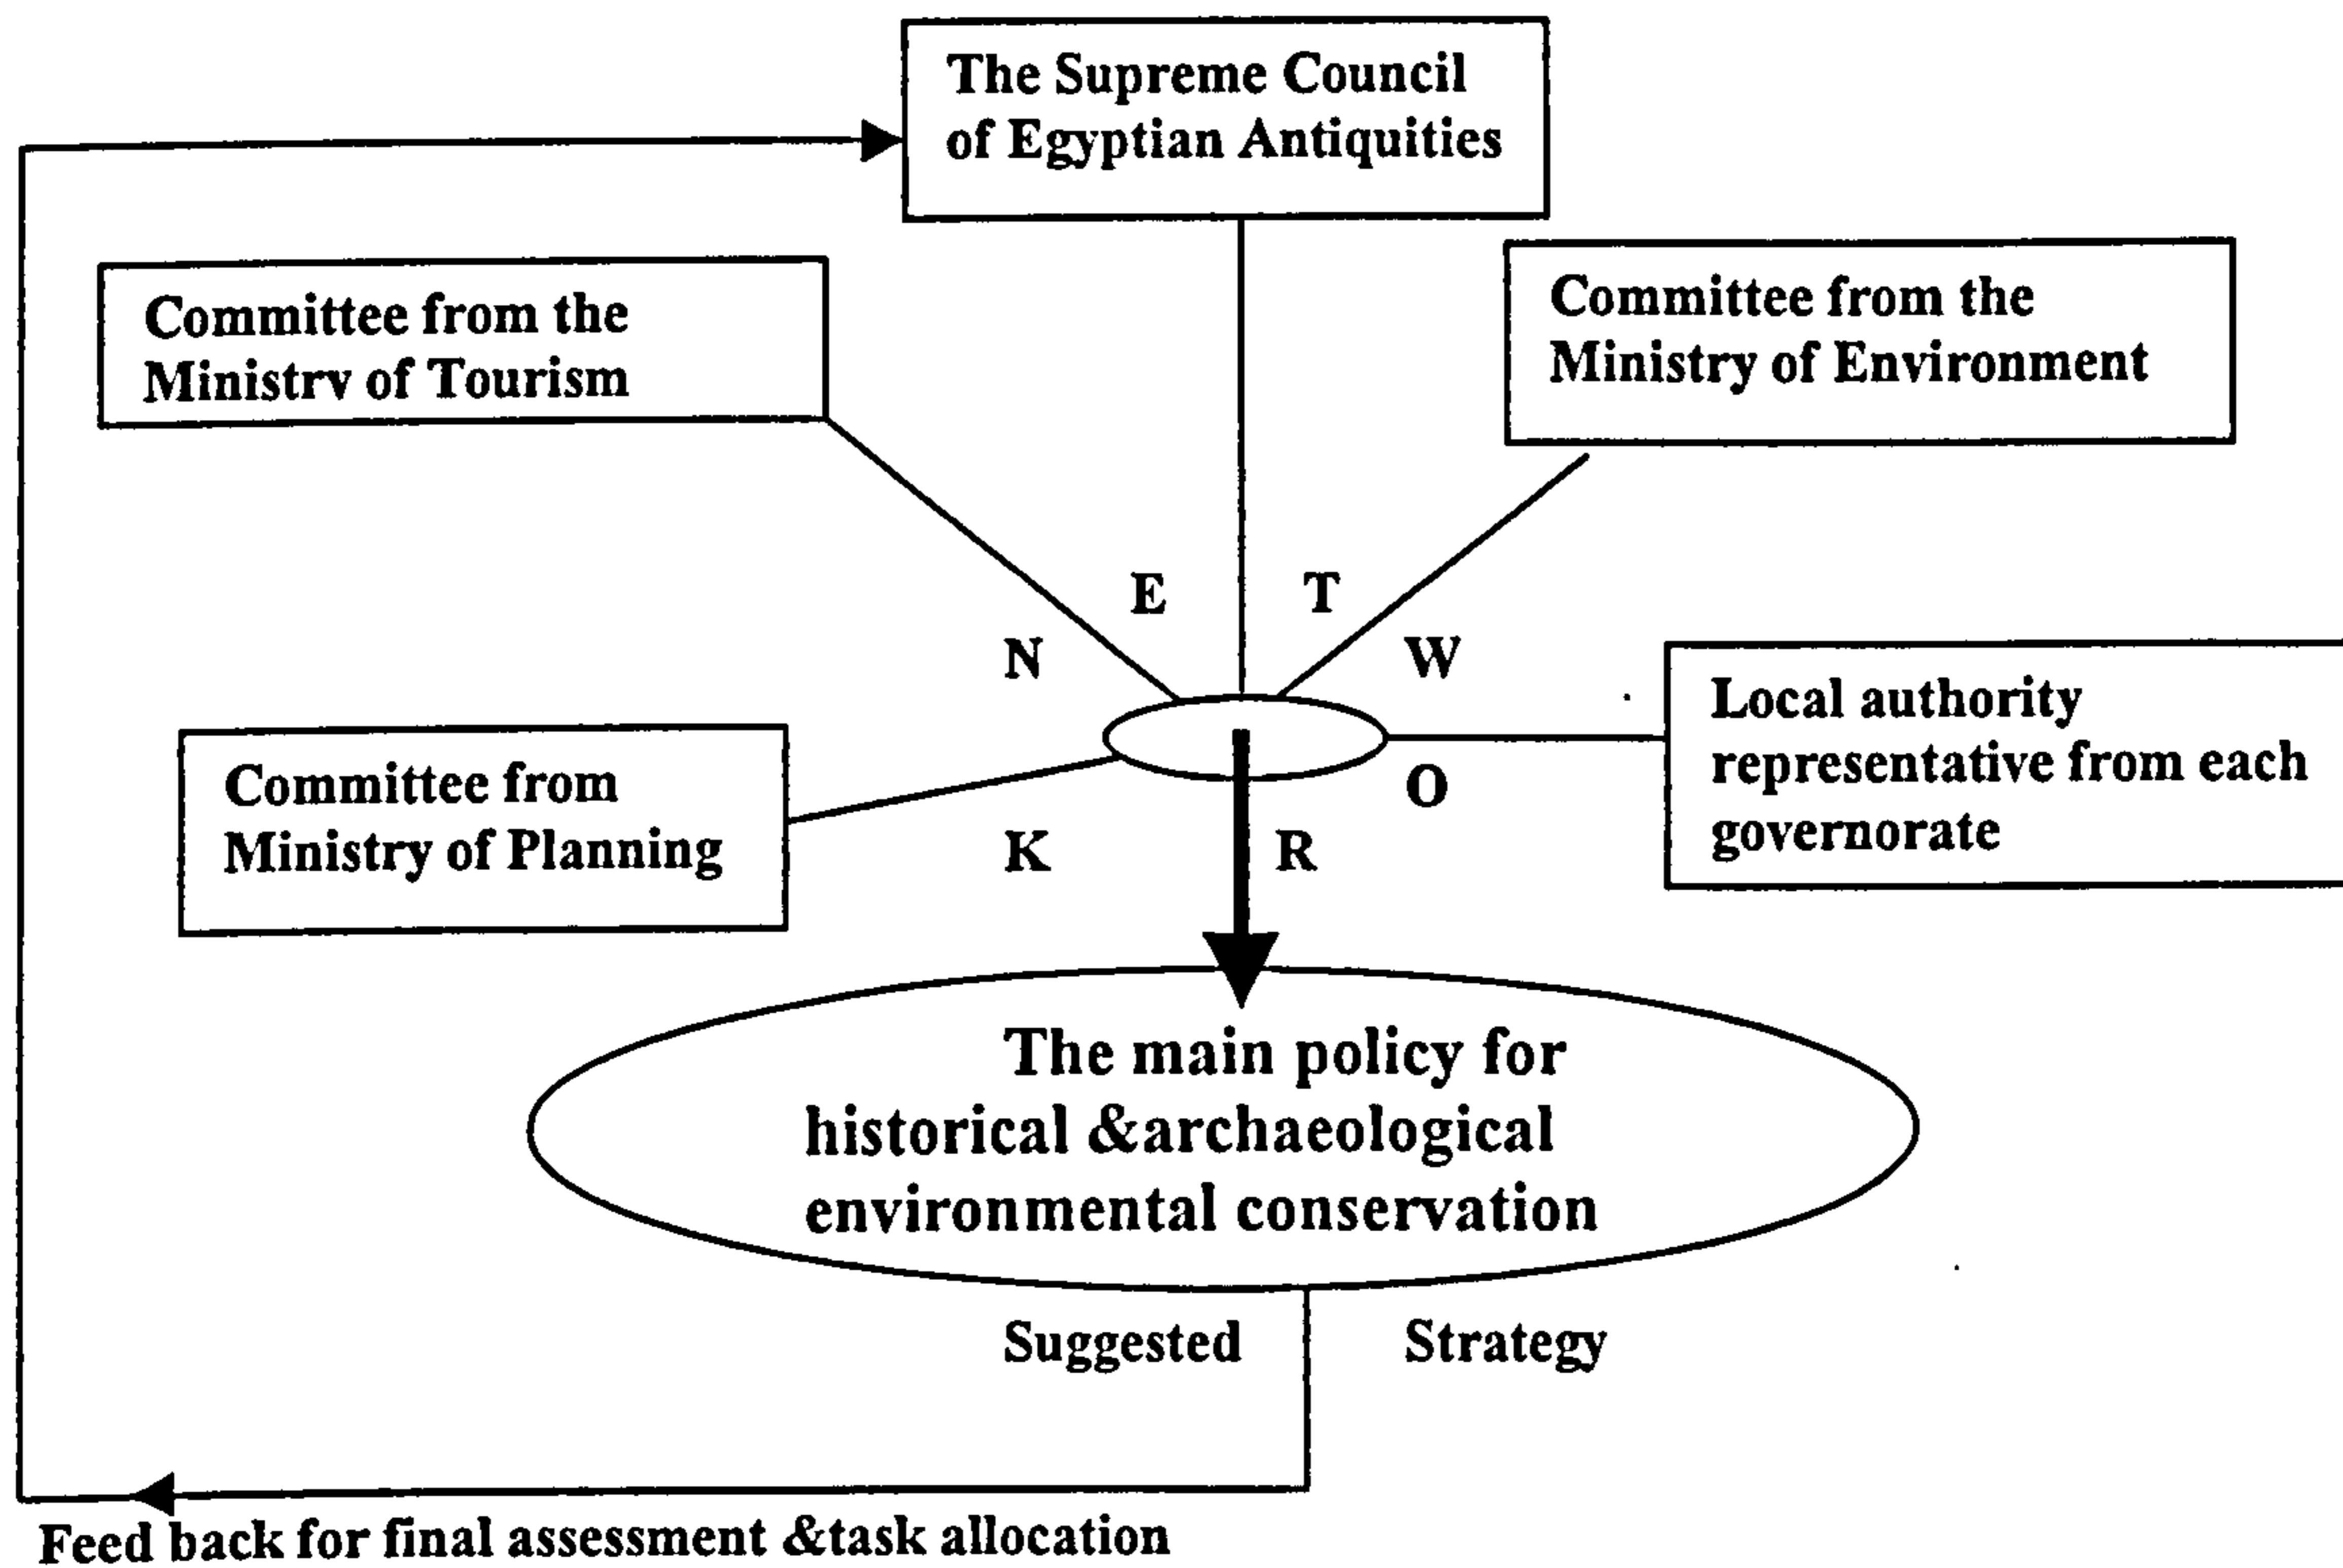 The Supreme Council
of Egyptian Antiquities
Committee from the
Ministry of Tourism
Committee from the
Ministry of Environment
E T
N W
Local authority
representative from each
governorate
Committee from
Ministry of Planning
O
K R
The main policy for
historical &archaeological
environmental conservation
Suggested Strategy
Feed back for final assessment &task allocation